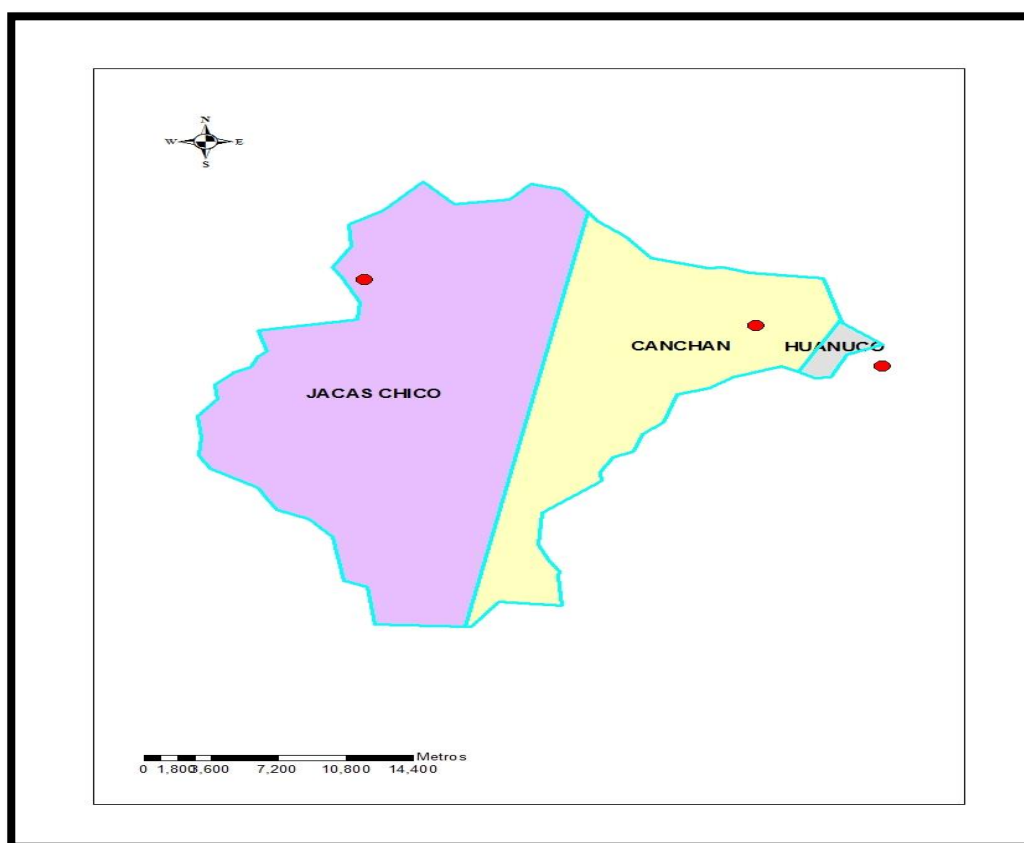 N
W E
S
CANCHAN HUANUCO
JACAS CHICO
Metros
0 1,800 3,600 7,200 10,800 14,400